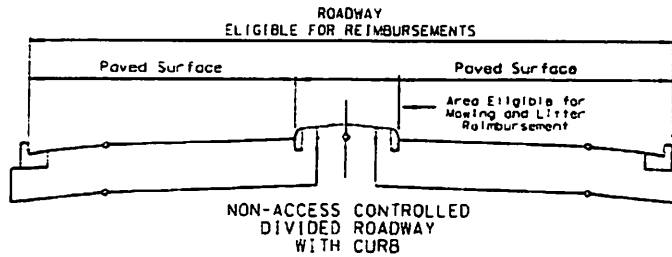 ROADWAY
ELIGIBLE FOR REIMBURSEMENTS
Paved Surface
Paved Surface
Area Eligible for
Mowing and Litter
Reimbursement
NON-ACCESS CONTROLLED
DIVIDED ROADWAY
WITH CURB